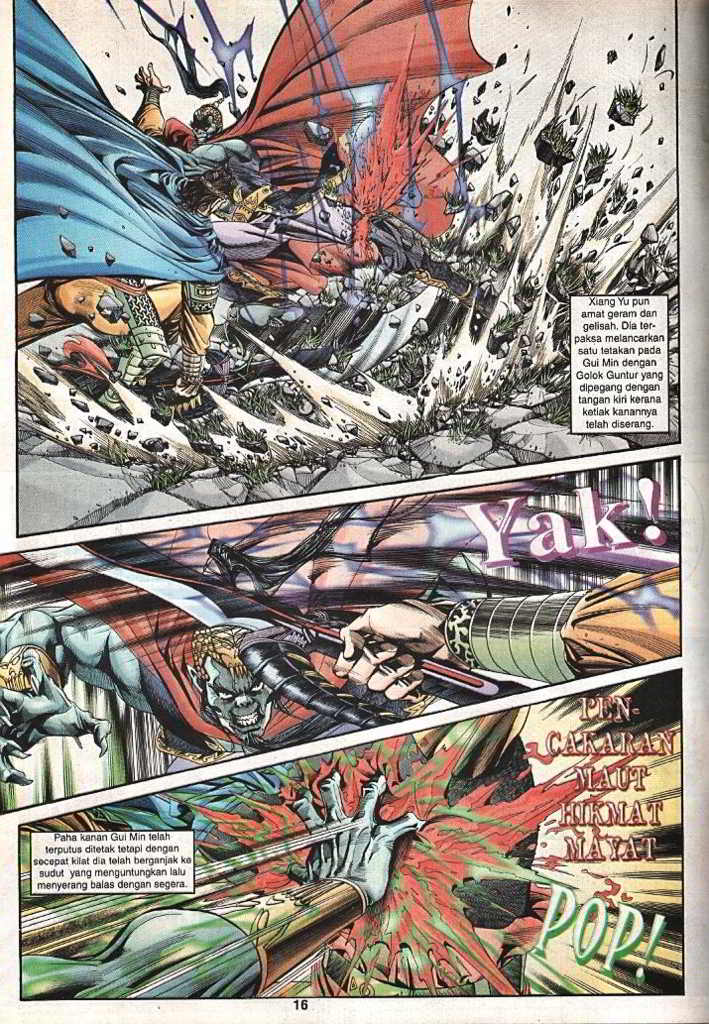 Xiang Yu pun
amat geram dan
gelisah. Dia ter-
paksa melancarkan
satu tetakan pada
Gui Min dengan
Golok Guntur yang
dipegang dengan
tangan kiri kerana
ketiak kanannya
telah diserang.
Yak!
PEN-
CAKARAN
MAUT
HIKMAT
MAYAT
Paha kanan Gui Min telah
terputus ditetak tetapi dengan
secepat kilat dia telah berganjak ke
sudut yang menguntungkan lalu
menyerang balas dengan segera.
POP!
16